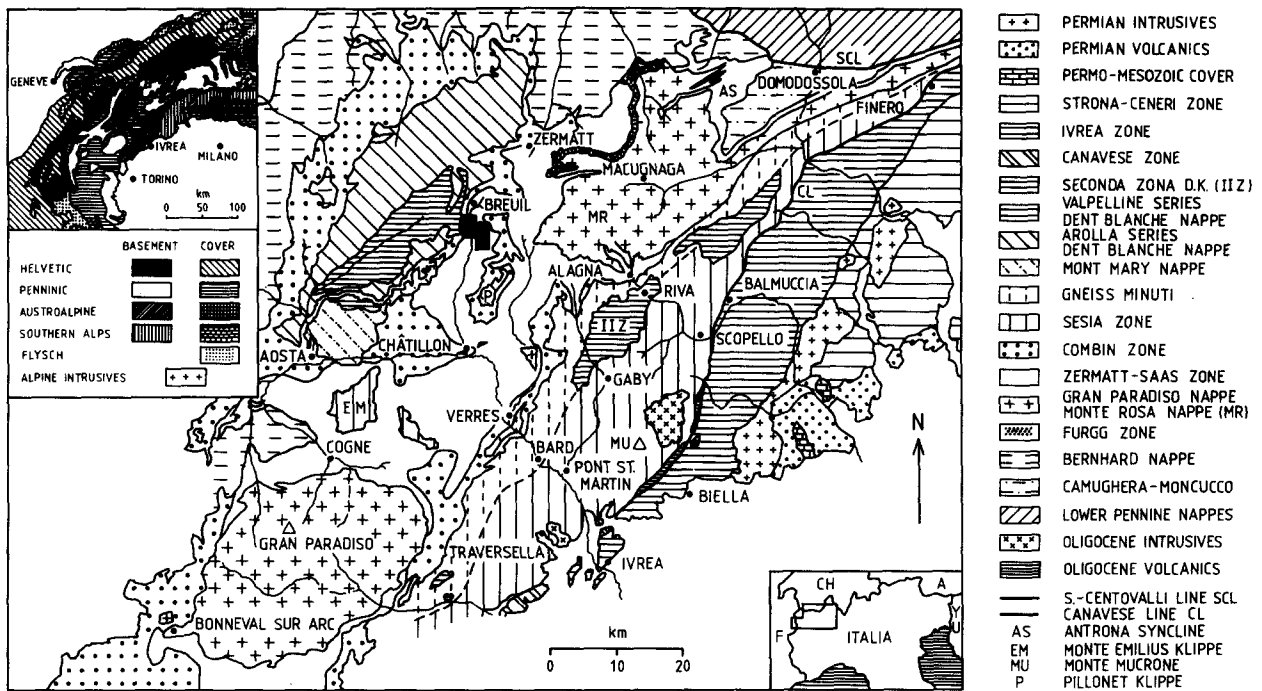 GENEVE
IVREA
MILANO
TORINO
km
0 50 100
BASEMENT COVER
HELVETIC
PENNINIC
AUSTROALPINE
SOUTHERN ALPS
FLYSCH
ALPINE INTRUSIVES
SCL
DOMODOSSOLA
AS
FINERO
ZERMATT
MACUGNAGA
CL
BREUIL
MR
P
ALAGNA
RIVA
BALMUCCIA
IIZ
SCOPELLO
AOSTA
CHÂTILLON
GABY
EM
VERRES
N
COGNE
BARD
MU
PONT ST.
MARTIN
BIELLA
GRAN PARADISO
TRAVERSELLA
IVREA
BONNEVAL SUR ARC
km
0 10 20
CH
A
F
ITALIA
YU
PERMIAN INTRUSIVES
PERMIAN VOLCANICS
PERMO-MESOZOIC COVER
STRONA-CENERI ZONE
IVREA ZONE
CANAVESE ZONE
SECONDA ZONA D.K. (IIZ)
VALPELLINE SERIES
DENT BLANCHE NAPPE
AROLLA SERIES
DENT BLANCHE NAPPE
MONT MARY NAPPE
GNEISS MINUTI
SESIA ZONE
COMBIN ZONE
ZERMATT-SAAS ZONE
GRAN PARADISO NAPPE
MONTE ROSA NAPPE (MR)
FURGG ZONE
BERNHARD NAPPE
CAMUGHERA-MONCUCCO
LOWER PENNINE NAPPES
OLIGOCENE INTRUSIVES
OLIGOCENE VOLCANICS
S.-CENTOVALLI LINE SCL
CANAVESE LINE CL
AS ANTRONA SYNCLINE
EM MONTE EMILIUS KLIPPE
MU MONTE MUCRONE
P PILLONET KLIPPE